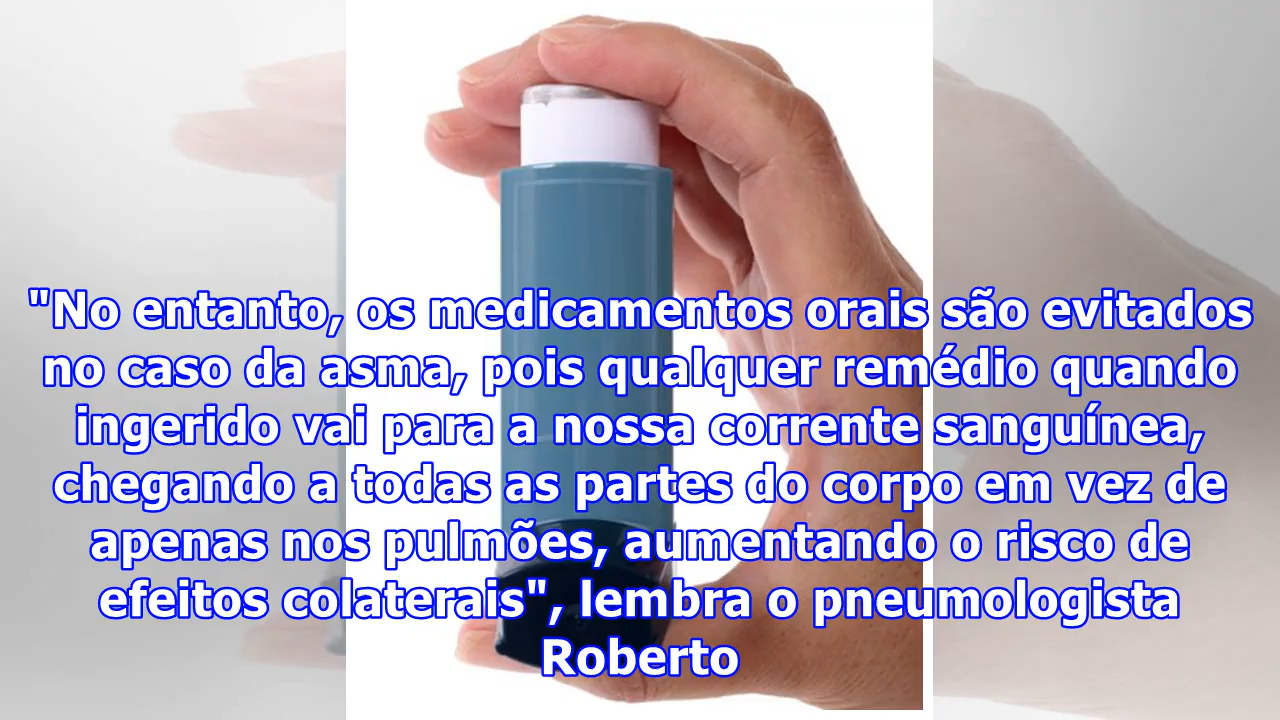 "No entanto, os medicamentos orais são evitados
no caso da asma, pois qualquer remédio quando
ingerido vai para a nossa corrente sanguínea,
chegando a todas as partes do corpo em vez de
apenas nos pulmões, aumentando o risco de
efeitos colaterais", lembra o pneumologista
Roberto